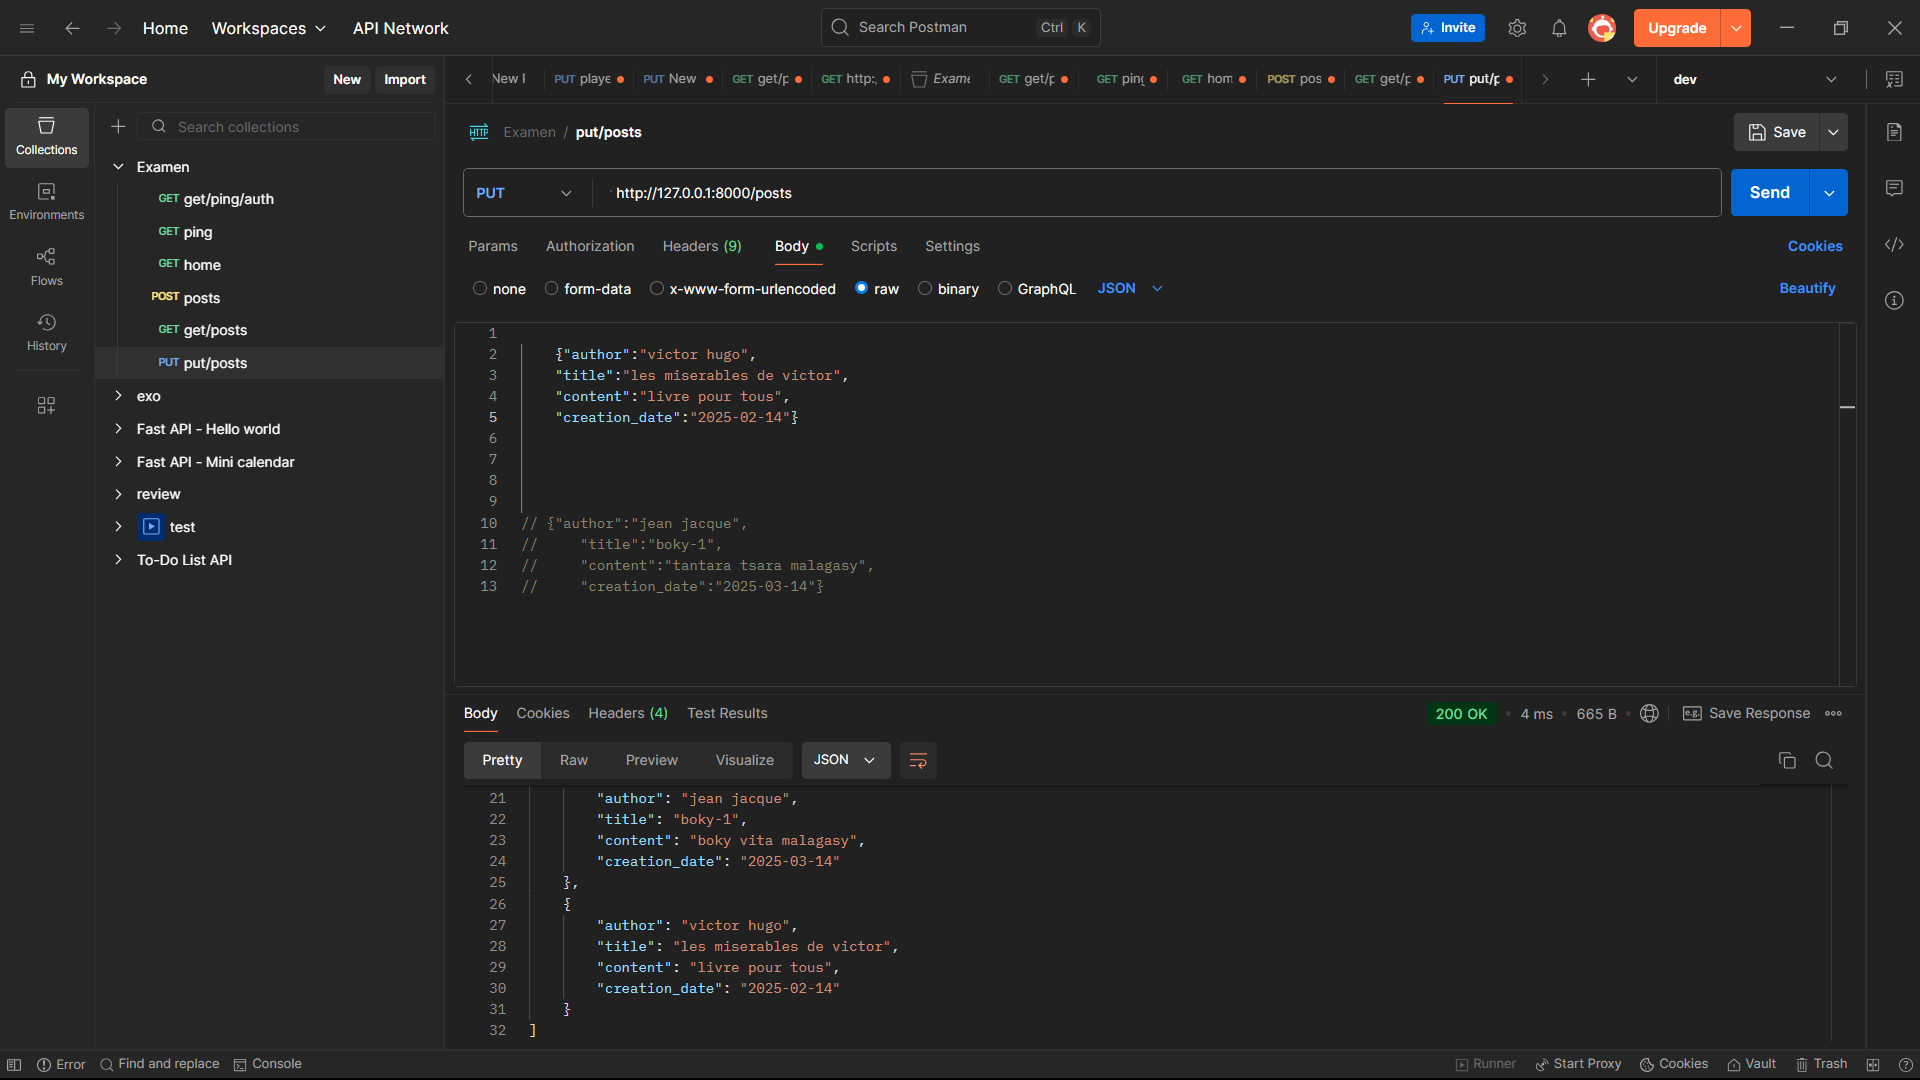 Home Workspaces API Network Search Postman Ctrl K Invite Upgrade
My Workspace New Import
PUT playe PUT New GET get/p GET http:, Exame GET get/p GET ping GET hom POST pos GET get/p PUT put/p dev
Search collections
Collections
Environments
Flows
History
Examen
GET get/ping/auth
GET ping
GET home
POST posts
GET get/posts
PUT put/posts
exo
Fast API - Hello world
Fast API - Mini calendar
review
test
To-Do List API
HTTP Examen / put/posts Save
PUT http://127.0.0.1:8000/posts Send
Params Authorization Headers (9) Body Scripts Settings Cookies
none form-data x-www-form-urlencoded raw binary GraphQL JSON Beautify
1
2 {"author":"victor hugo",
3 "title":"les miserables de victor",
4 "content":"livre pour tous",
5 "creation_date":"2025-02-14"}
6
7
8
9
10 // {"author":"jean jacque",
11 // "title":"boky-1",
12 // "content":"tantara tsara malagasy",
13 // "creation_date":"2025-03-14"}
Body Cookies Headers (4) Test Results 200 OK 4 ms 665 B e.g. Save Response
Pretty Raw Preview Visualize JSON
21 "author": "jean jacque",
22 "title": "boky-1",
23 "content": "boky vita malagasy",
24 "creation_date": "2025-03-14"
25 },
26 {
27 "author": "victor hugo",
28 "title": "les miserables de victor",
29 "content": "livre pour tous",
30 "creation_date": "2025-02-14"
31 }
32 ]
Error Find and replace Console Runner Start Proxy Cookies Vault Trash